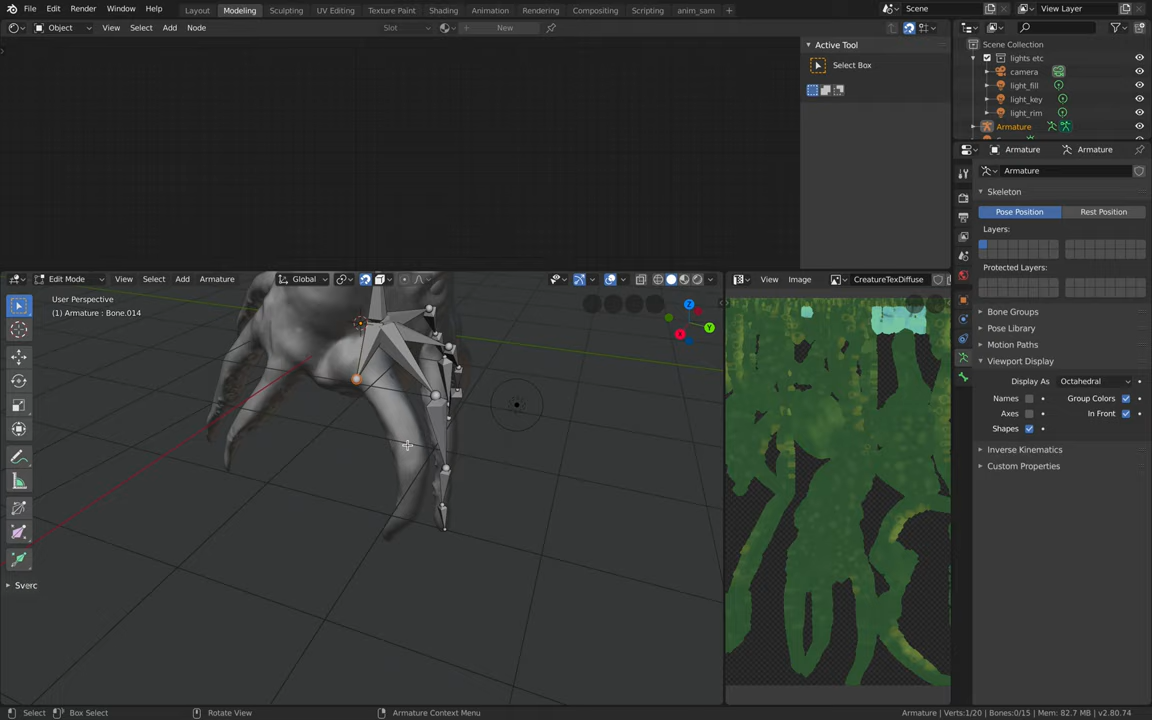 File Edit Render Window Help Layout Modeling Sculpting UV Editing Texture Paint Shading Animation Rendering Compositing Scripting anim_sam + Scene View Layer
Object View Select Add Node Slot New
Active Tool
Select Box
Scene Collection
lights etc
camera
light_fill
light_key
light_rim
Armature
Armature Armature
Armature
Skeleton
Pose Position Rest Position
Layers:
Protected Layers:
Bone Groups
Pose Library
Motion Paths
Viewport Display
Display As Octahedral
Names Group Colors
Axes In Front
Shapes
Inverse Kinematics
Custom Properties
Edit Mode View Select Add Armature Global
User Perspective
(1) Armature : Bone.014
Z
Y
X
View Image CreatureTexDiffuse
Sverc
Select Box Select Rotate View Armature Context Menu Armature | Verts:1/20 | Bones:0/15 | Mem: 82.7 MB | v2.80.74